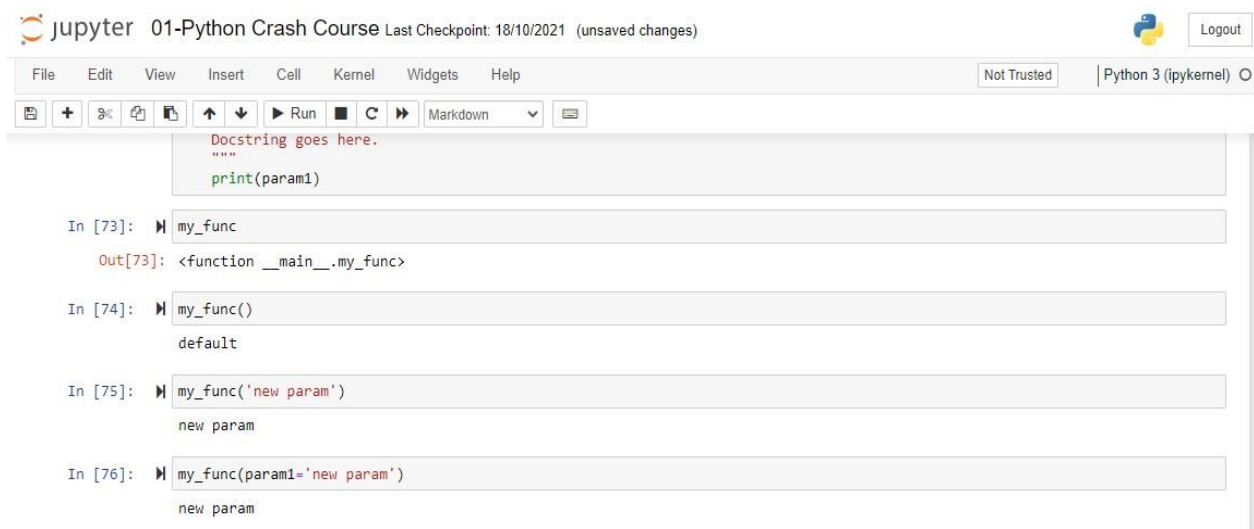 jupyter 01-Python Crash Course Last Checkpoint: 18/10/2021 (unsaved changes) Logout
File Edit View Insert Cell Kernel Widgets Help Not Trusted Python 3 (ipykernel)
Run Markdown
Docstring goes here.
"""
print(param1)
In [73]: my_func
Out[73]: <function __main__.my_func>
In [74]: my_func()
default
In [75]: my_func('new param')
new param
In [76]: my_func(param1='new param')
new param